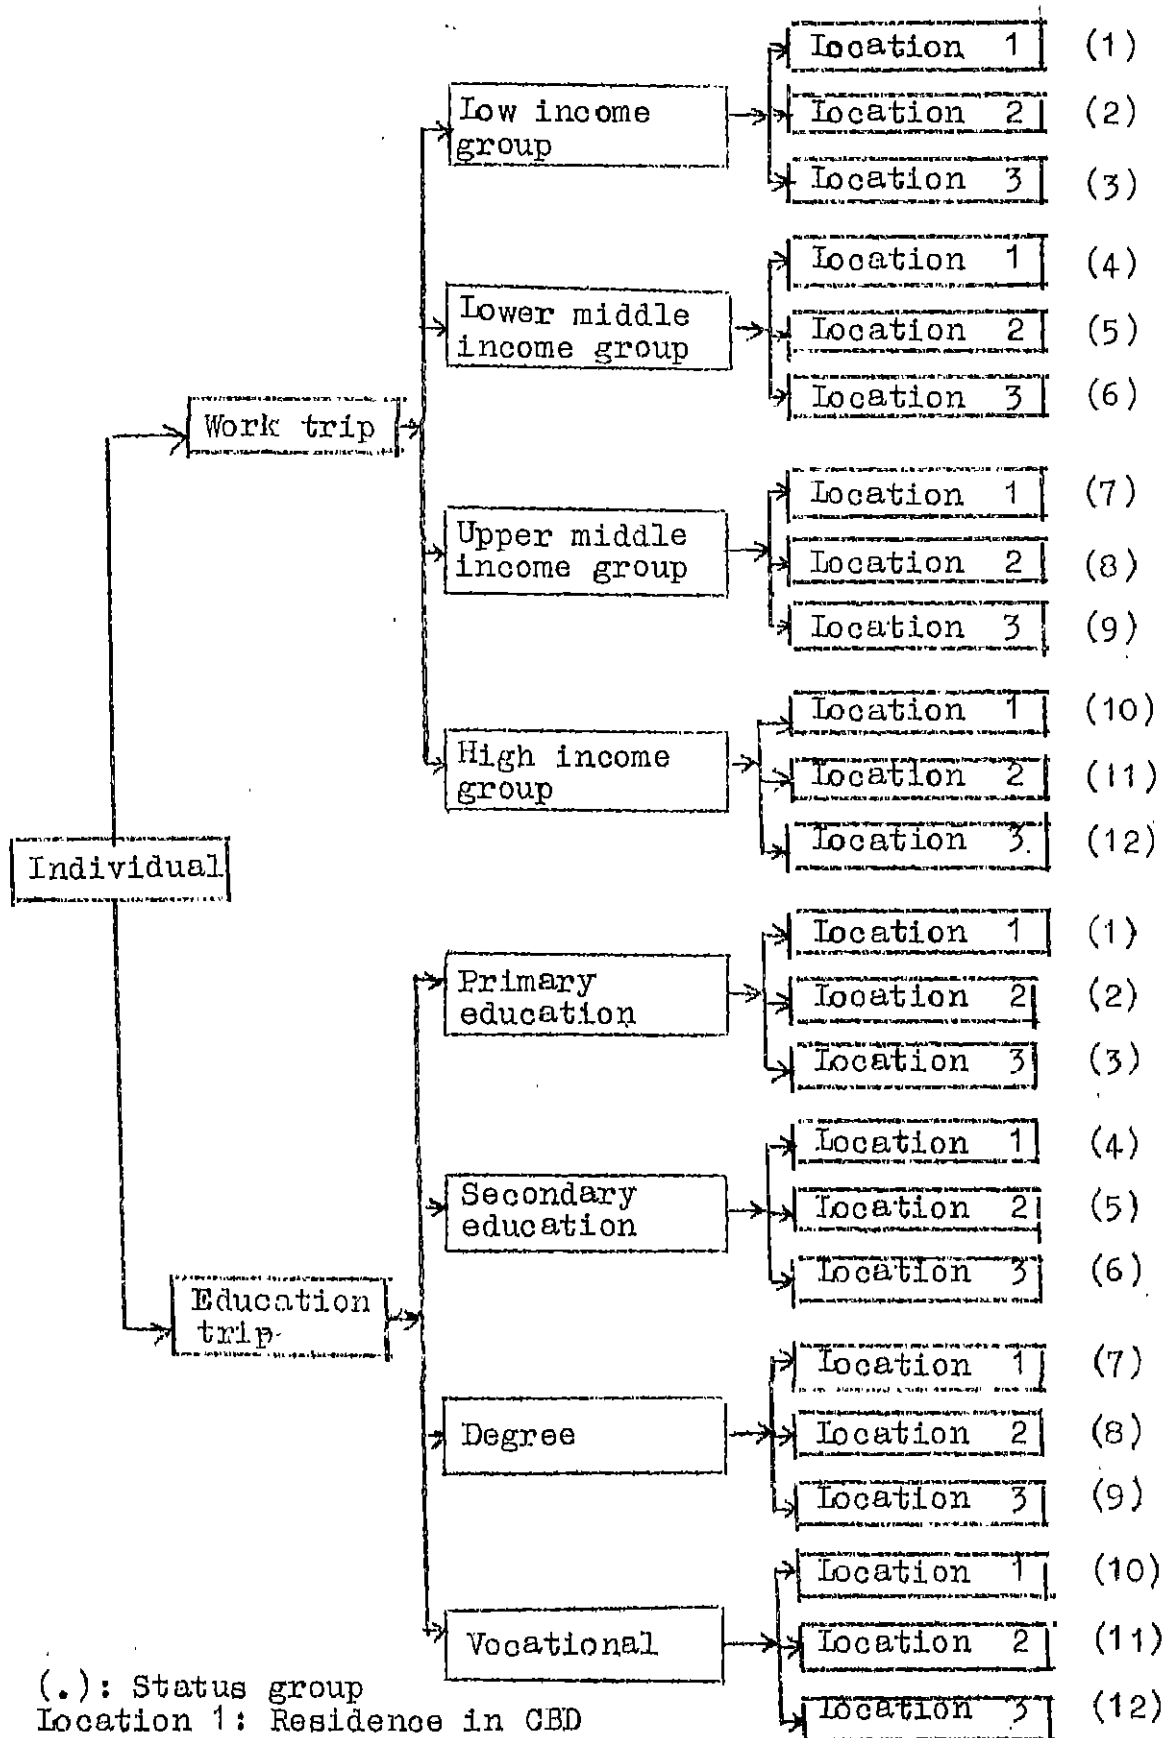 Location 1 (1)
Low income
group
Location 2 (2)
Location 3 (3)
Location 1 (4)
Lower middle
income group
Location 2 (5)
Location 3 (6)
Work trip
Location 1 (7)
Upper middle
income group
Location 2 (8)
Location 3 (9)
Location 1 (10)
High income
group
Location 2 (11)
Location 3 (12)
Individual
Location 1 (1)
Primary
education
Location 2 (2)
Location 3 (3)
Location 1 (4)
Secondary
education
Location 2 (5)
Location 3 (6)
Education
trip
Location 1 (7)
Degree
Location 2 (8)
Location 3 (9)
Location 1 (10)
Vocational
Location 2 (11)
Location 3 (12)
(.): Status group
Location 1: Residence in CBD